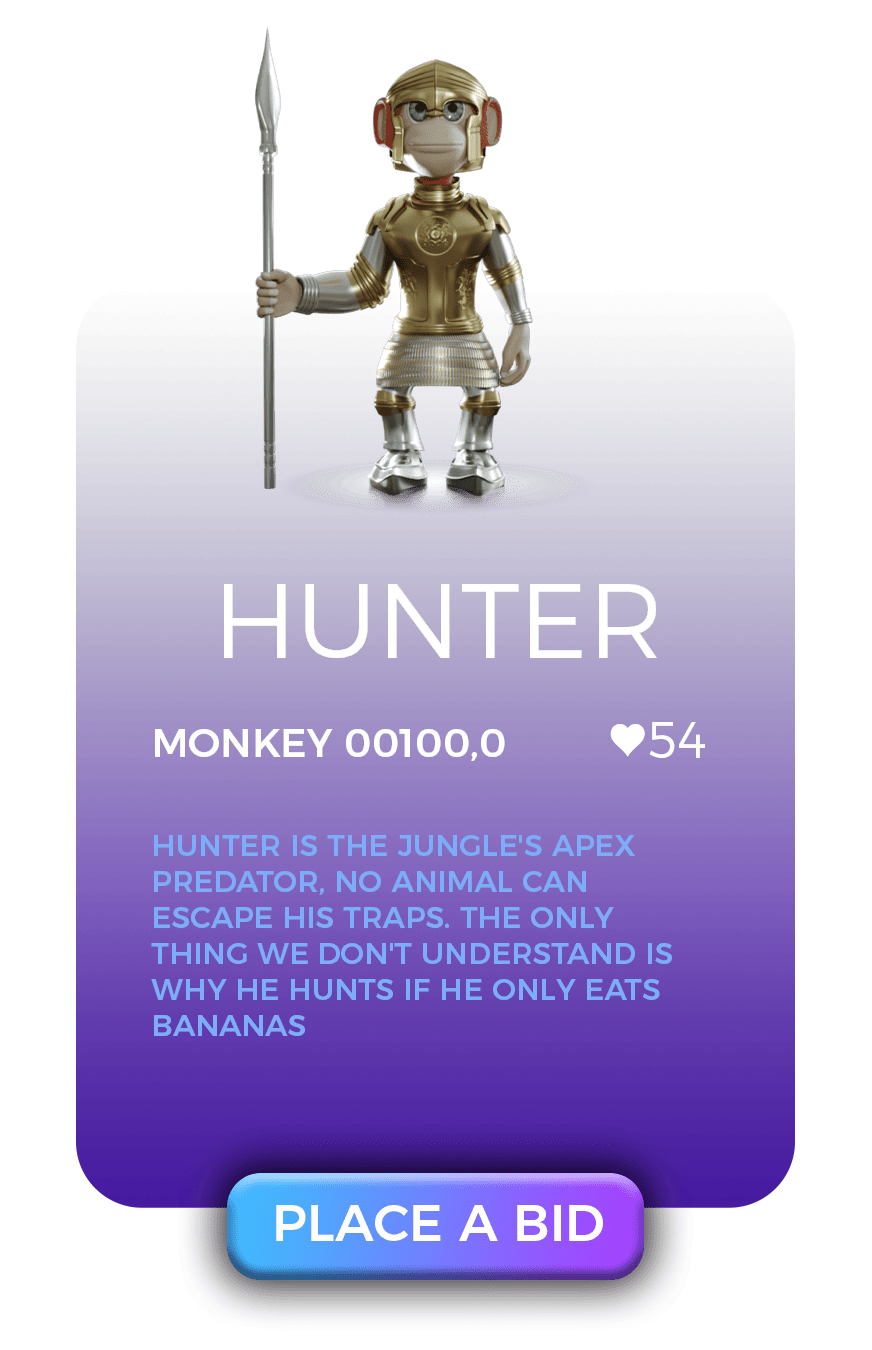 HUNTER
MONKEY 00100,0 ♥54
HUNTER IS THE JUNGLE'S APEX
PREDATOR, NO ANIMAL CAN
ESCAPE HIS TRAPS. THE ONLY
THING WE DON'T UNDERSTAND IS
WHY HE HUNTS IF HE ONLY EATS
BANANAS
PLACE A BID